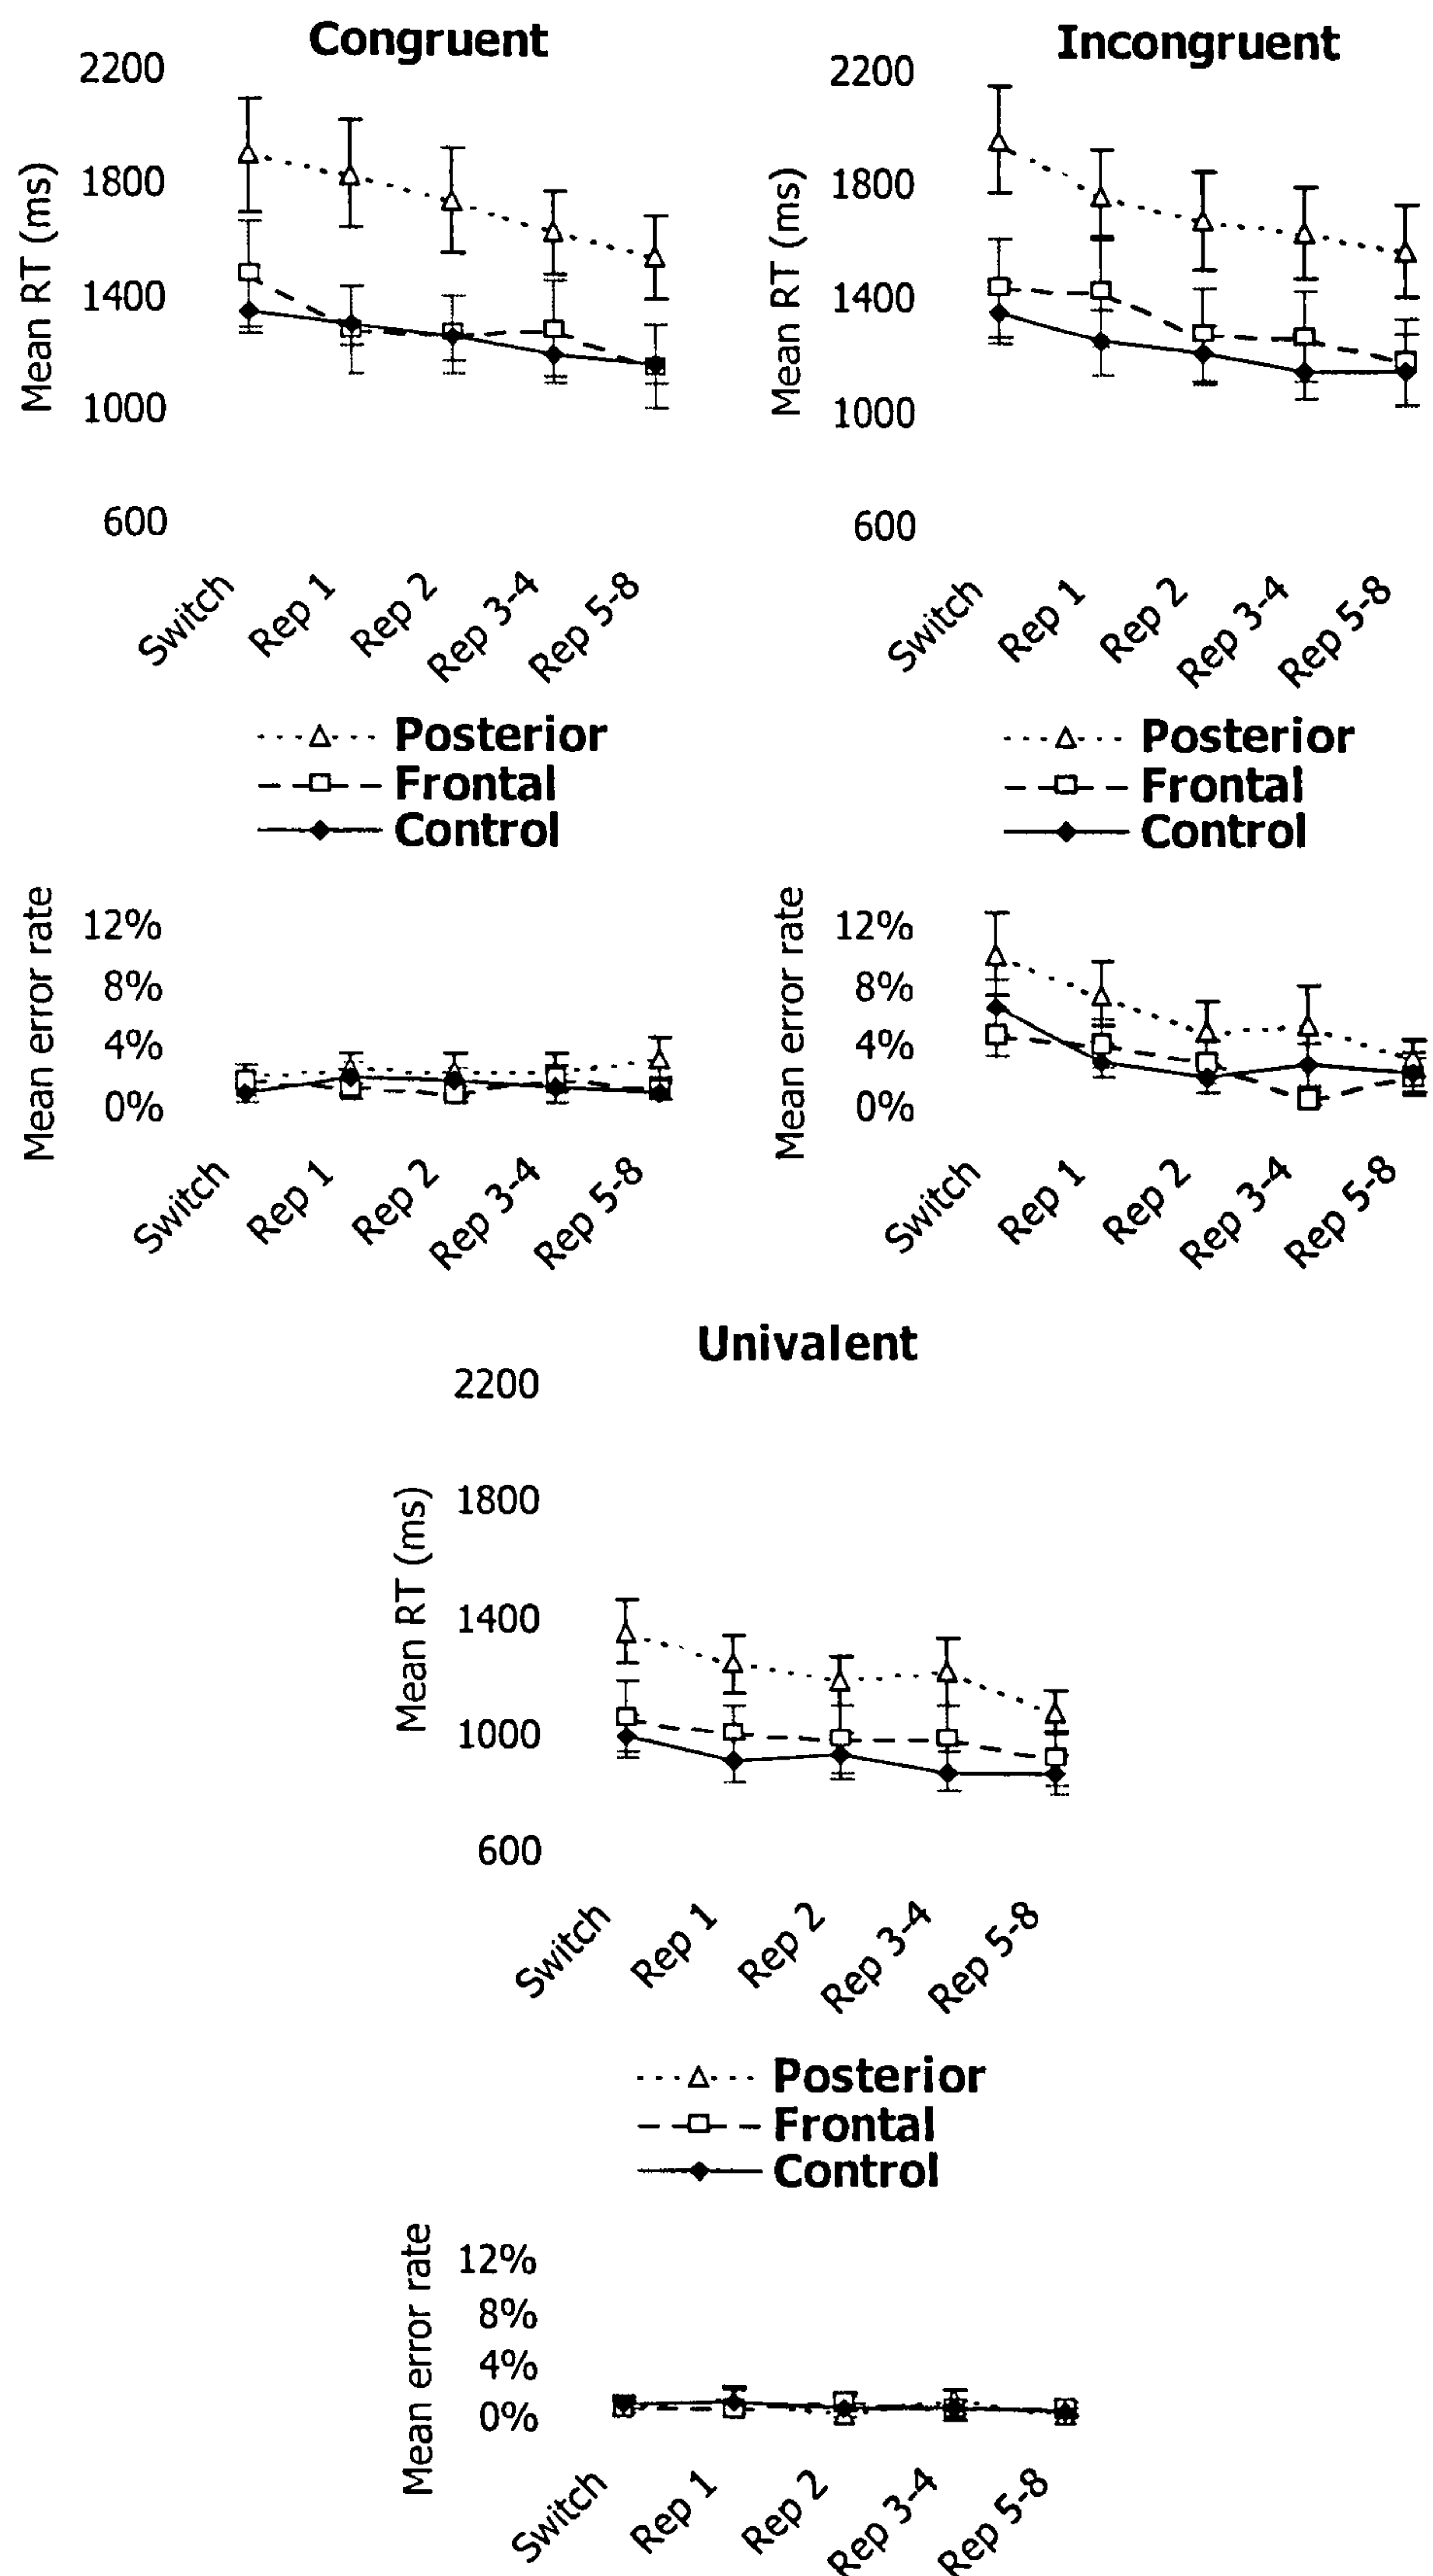 Congruent
2200
1800
1400
1000
600
Mean RT (ms)
Switch
Rep 1
Rep 2
Rep 3-4
Rep 5-8
Posterior
Frontal
Control
Mean error rate
12%
8%
4%
0%
Switch
Rep 1
Rep 2
Rep 3-4
Rep 5-8
Incongruent
2200
1800
1400
1000
600
Mean RT (ms)
Switch
Rep 1
Rep 2
Rep 3-4
Rep 5-8
Posterior
Frontal
Control
Mean error rate
12%
8%
4%
0%
Switch
Rep 1
Rep 2
Rep 3-4
Rep 5-8
Univalent
2200
1800
1400
1000
600
Mean RT (ms)
Switch
Rep 1
Rep 2
Rep 3-4
Rep 5-8
Posterior
Frontal
Control
Mean error rate
12%
8%
4%
0%
Switch
Rep 1
Rep 2
Rep 3-4
Rep 5-8